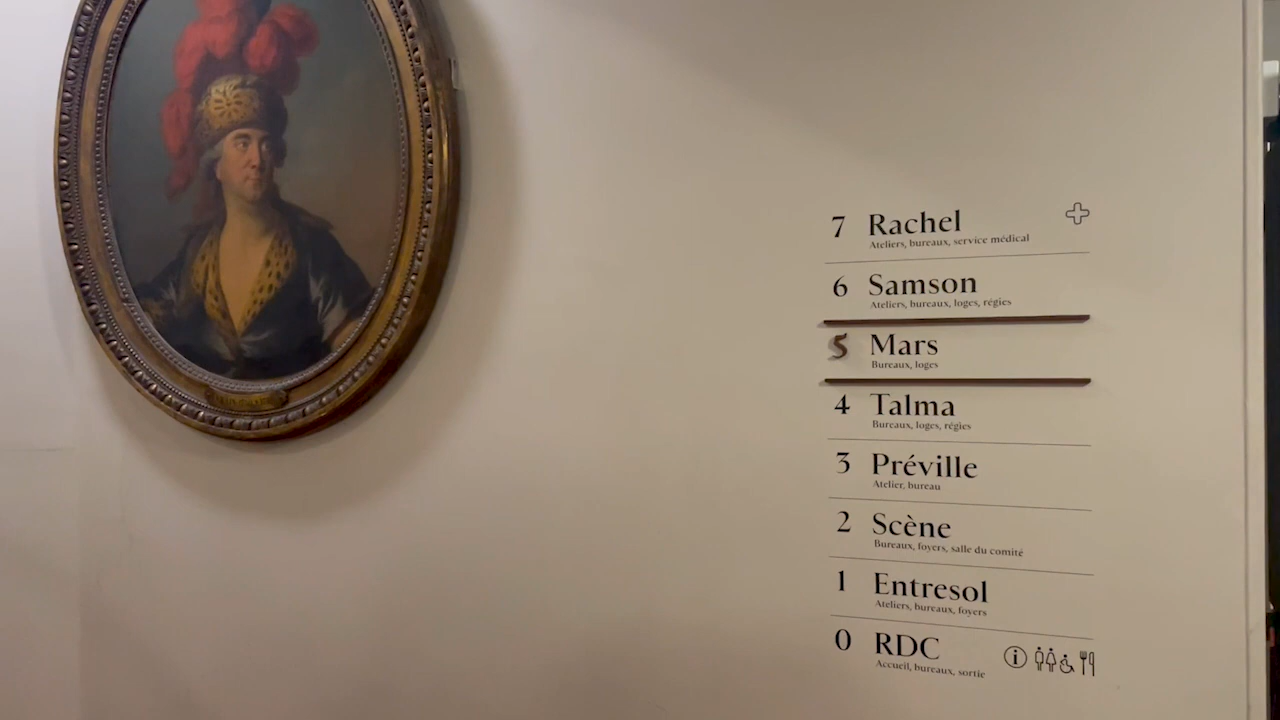 7 Rachel
Ateliers, bureaux, service médical
6 Samson
Ateliers, bureaux, loges, régies
5 Mars
Bureaux, loges
4 Talma
Bureaux, loges, régies
3 Préville
Atelier, bureau
2 Scène
Bureaux, foyers, salle du comité
1 Entresol
Ateliers, bureaux, foyers
0 RDC
Accueil, bureaux, sortie